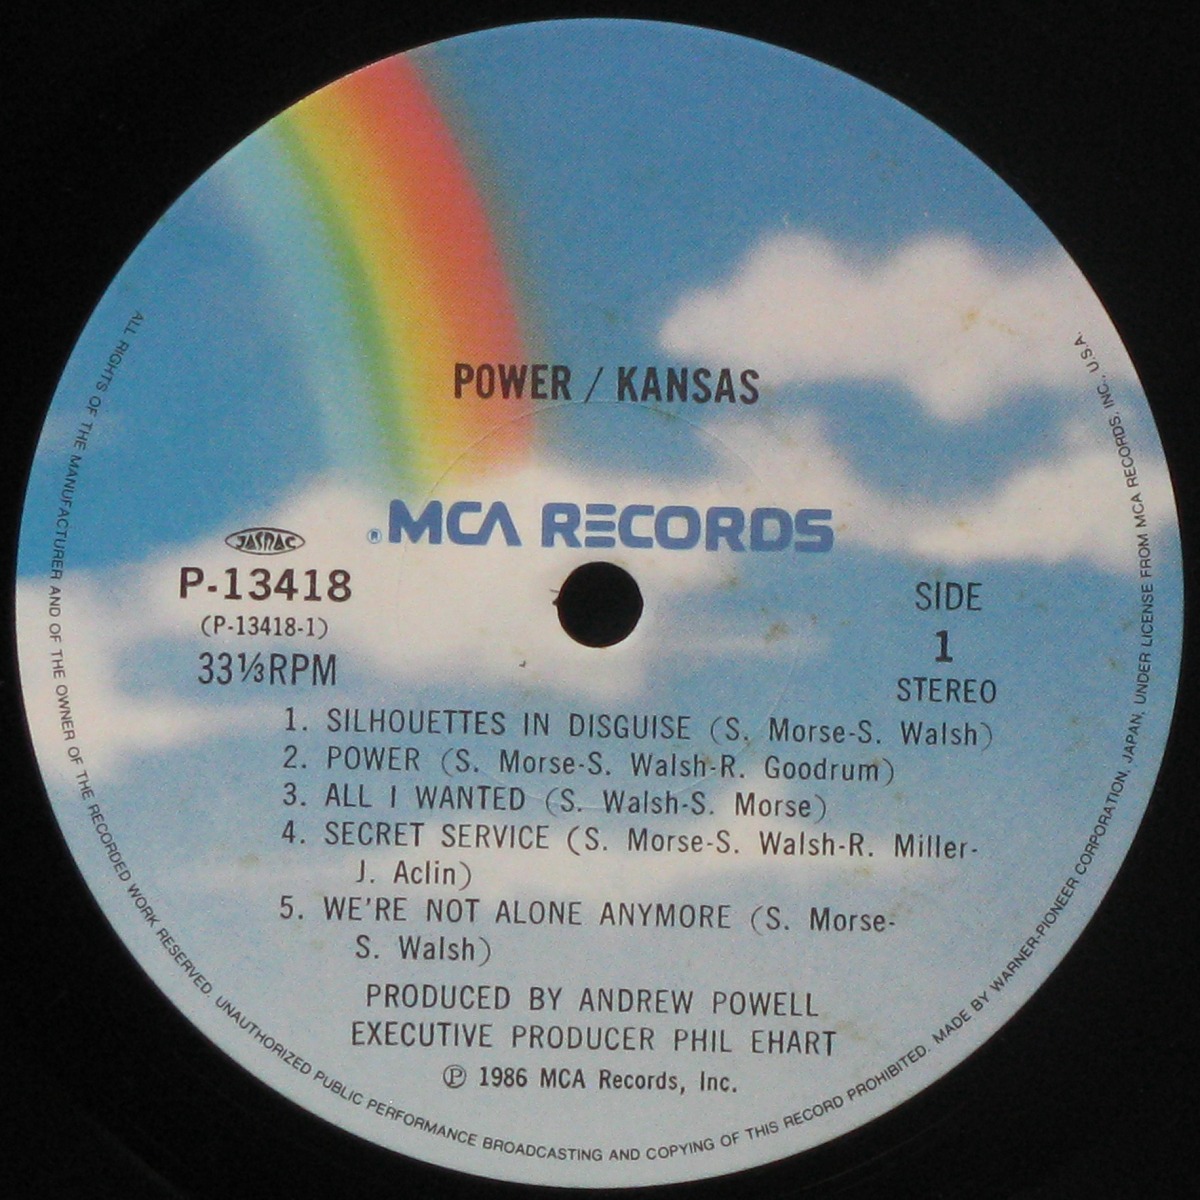 POWER / KANSAS
® MCA RECORDS
JASRAC
P-13418
(P-13418-1)
33⅓RPM
SIDE
1
STEREO
1. SILHOUETTES IN DISGUISE (S. Morse-S. Walsh)
2. POWER (S. Morse-S. Walsh-R. Goodrum)
3. ALL I WANTED (S. Walsh-S. Morse)
4. SECRET SERVICE (S. Morse-S. Walsh-R. Miller-
J. Aclin)
5. WE'RE NOT ALONE ANYMORE (S. Morse-
S. Walsh)
PRODUCED BY ANDREW POWELL
EXECUTIVE PRODUCER PHIL EHART
℗ 1986 MCA Records, Inc.
ALL RIGHTS OF THE MANUFACTURER AND OF THE OWNER OF THE RECORDED WORK RESERVED. UNAUTHORIZED PUBLIC PERFORMANCE BROADCASTING AND COPYING OF THIS RECORD PROHIBITED. MADE BY WARNER-PIONEER CORPORATION, JAPAN, UNDER LICENSE FROM MCA RECORDS, INC., U.S.A.